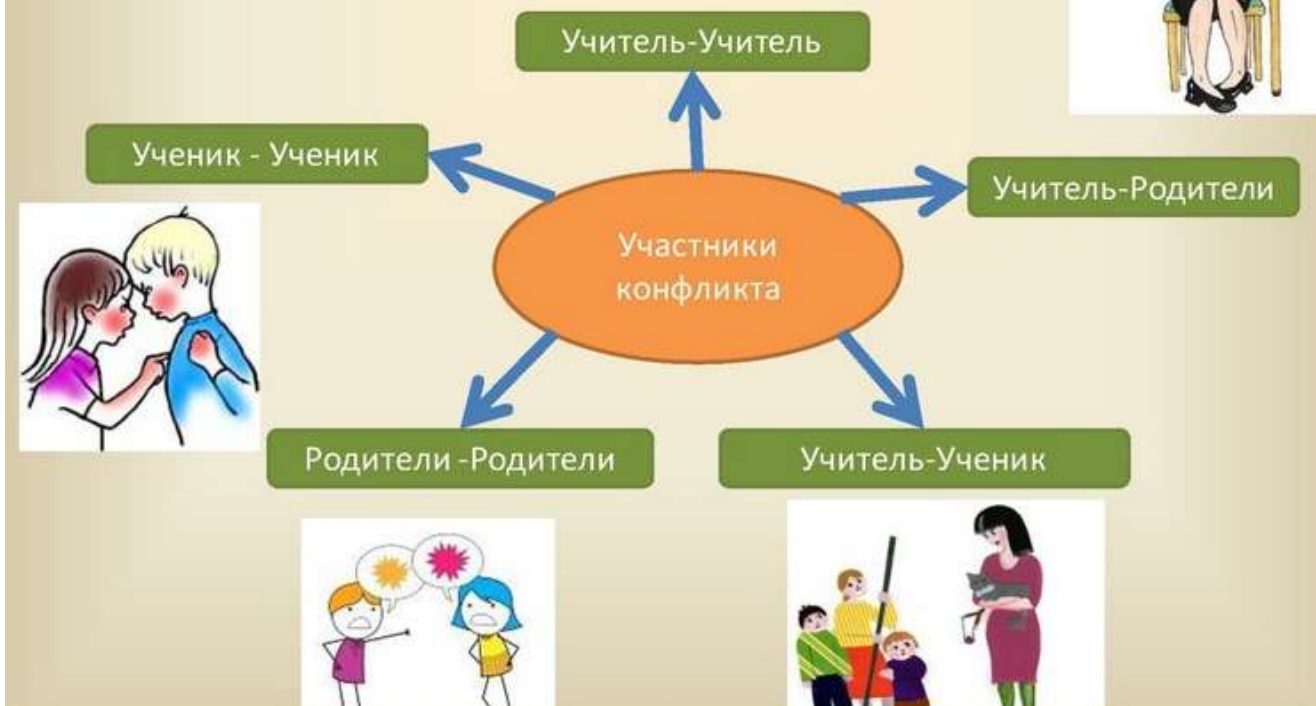 Учитель-Учитель
Ученик - Ученик
Учитель-Родители
Участники
конфликта
Родители -Родители
Учитель-Ученик